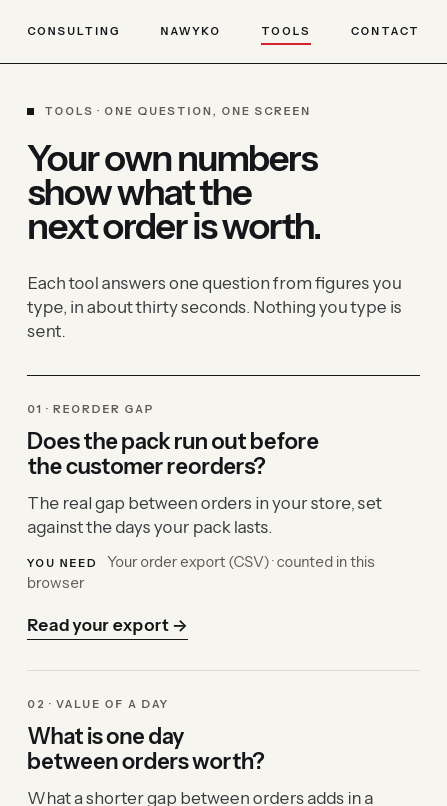 CONSULTING NAWYKO TOOLS CONTACT
TOOLS · ONE QUESTION, ONE SCREEN
Your own numbers
show what the
next order is worth.
Each tool answers one question from figures you
type, in about thirty seconds. Nothing you type is
sent.
01 · REORDER GAP
Does the pack run out before
the customer reorders?
The real gap between orders in your store, set
against the days your pack lasts.
YOU NEED Your order export (CSV) · counted in this
browser
Read your export →
02 · VALUE OF A DAY
What is one day
between orders worth?
What a shorter gap between orders adds in a